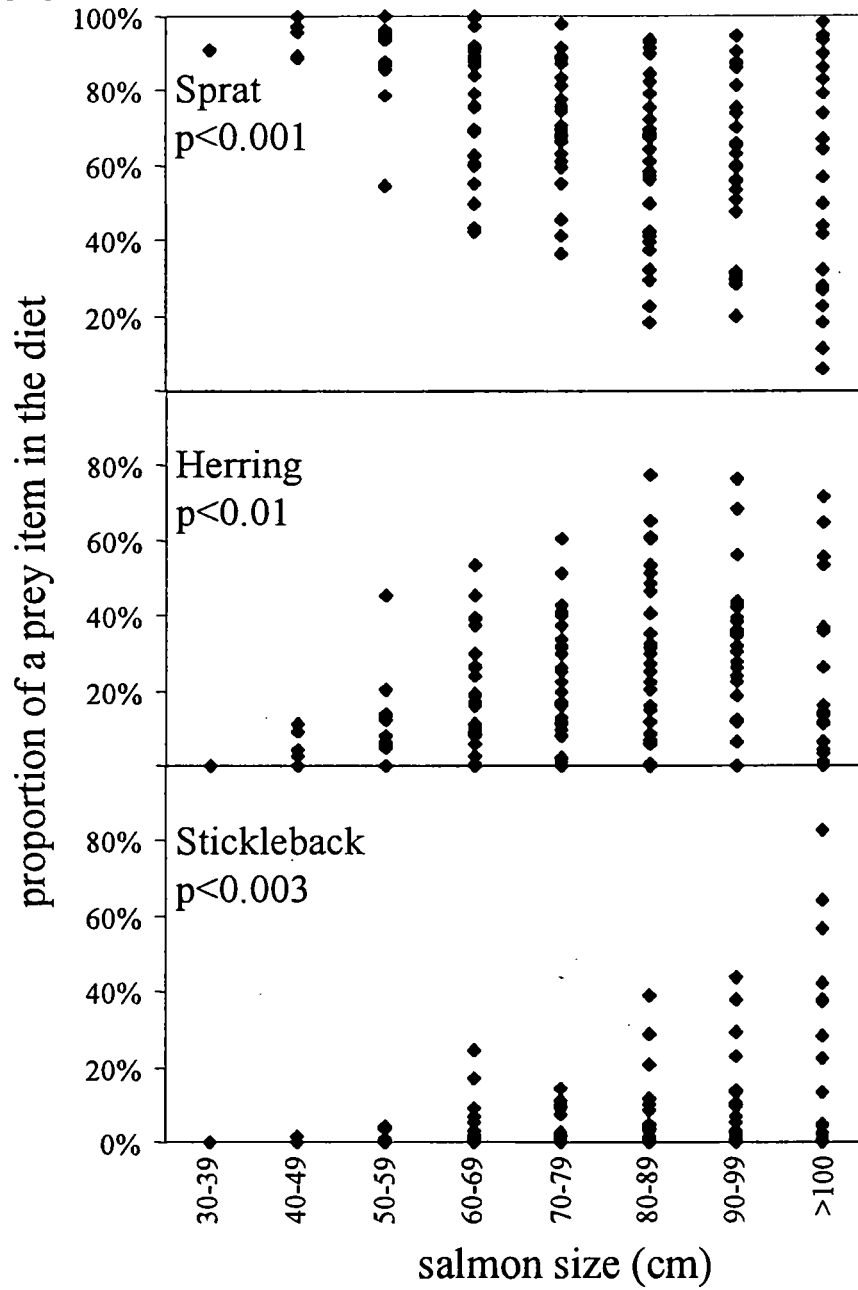 proportion of a prey item in the diet
100%
80%
60%
40%
20%
Sprat
p<0.001
80%
60%
40%
20%
Herring
p<0.01
80%
60%
40%
20%
0%
Stickleback
p<0.003
30-39
40-49
50-59
60-69
70-79
80-89
90-99
>100
salmon size (cm)